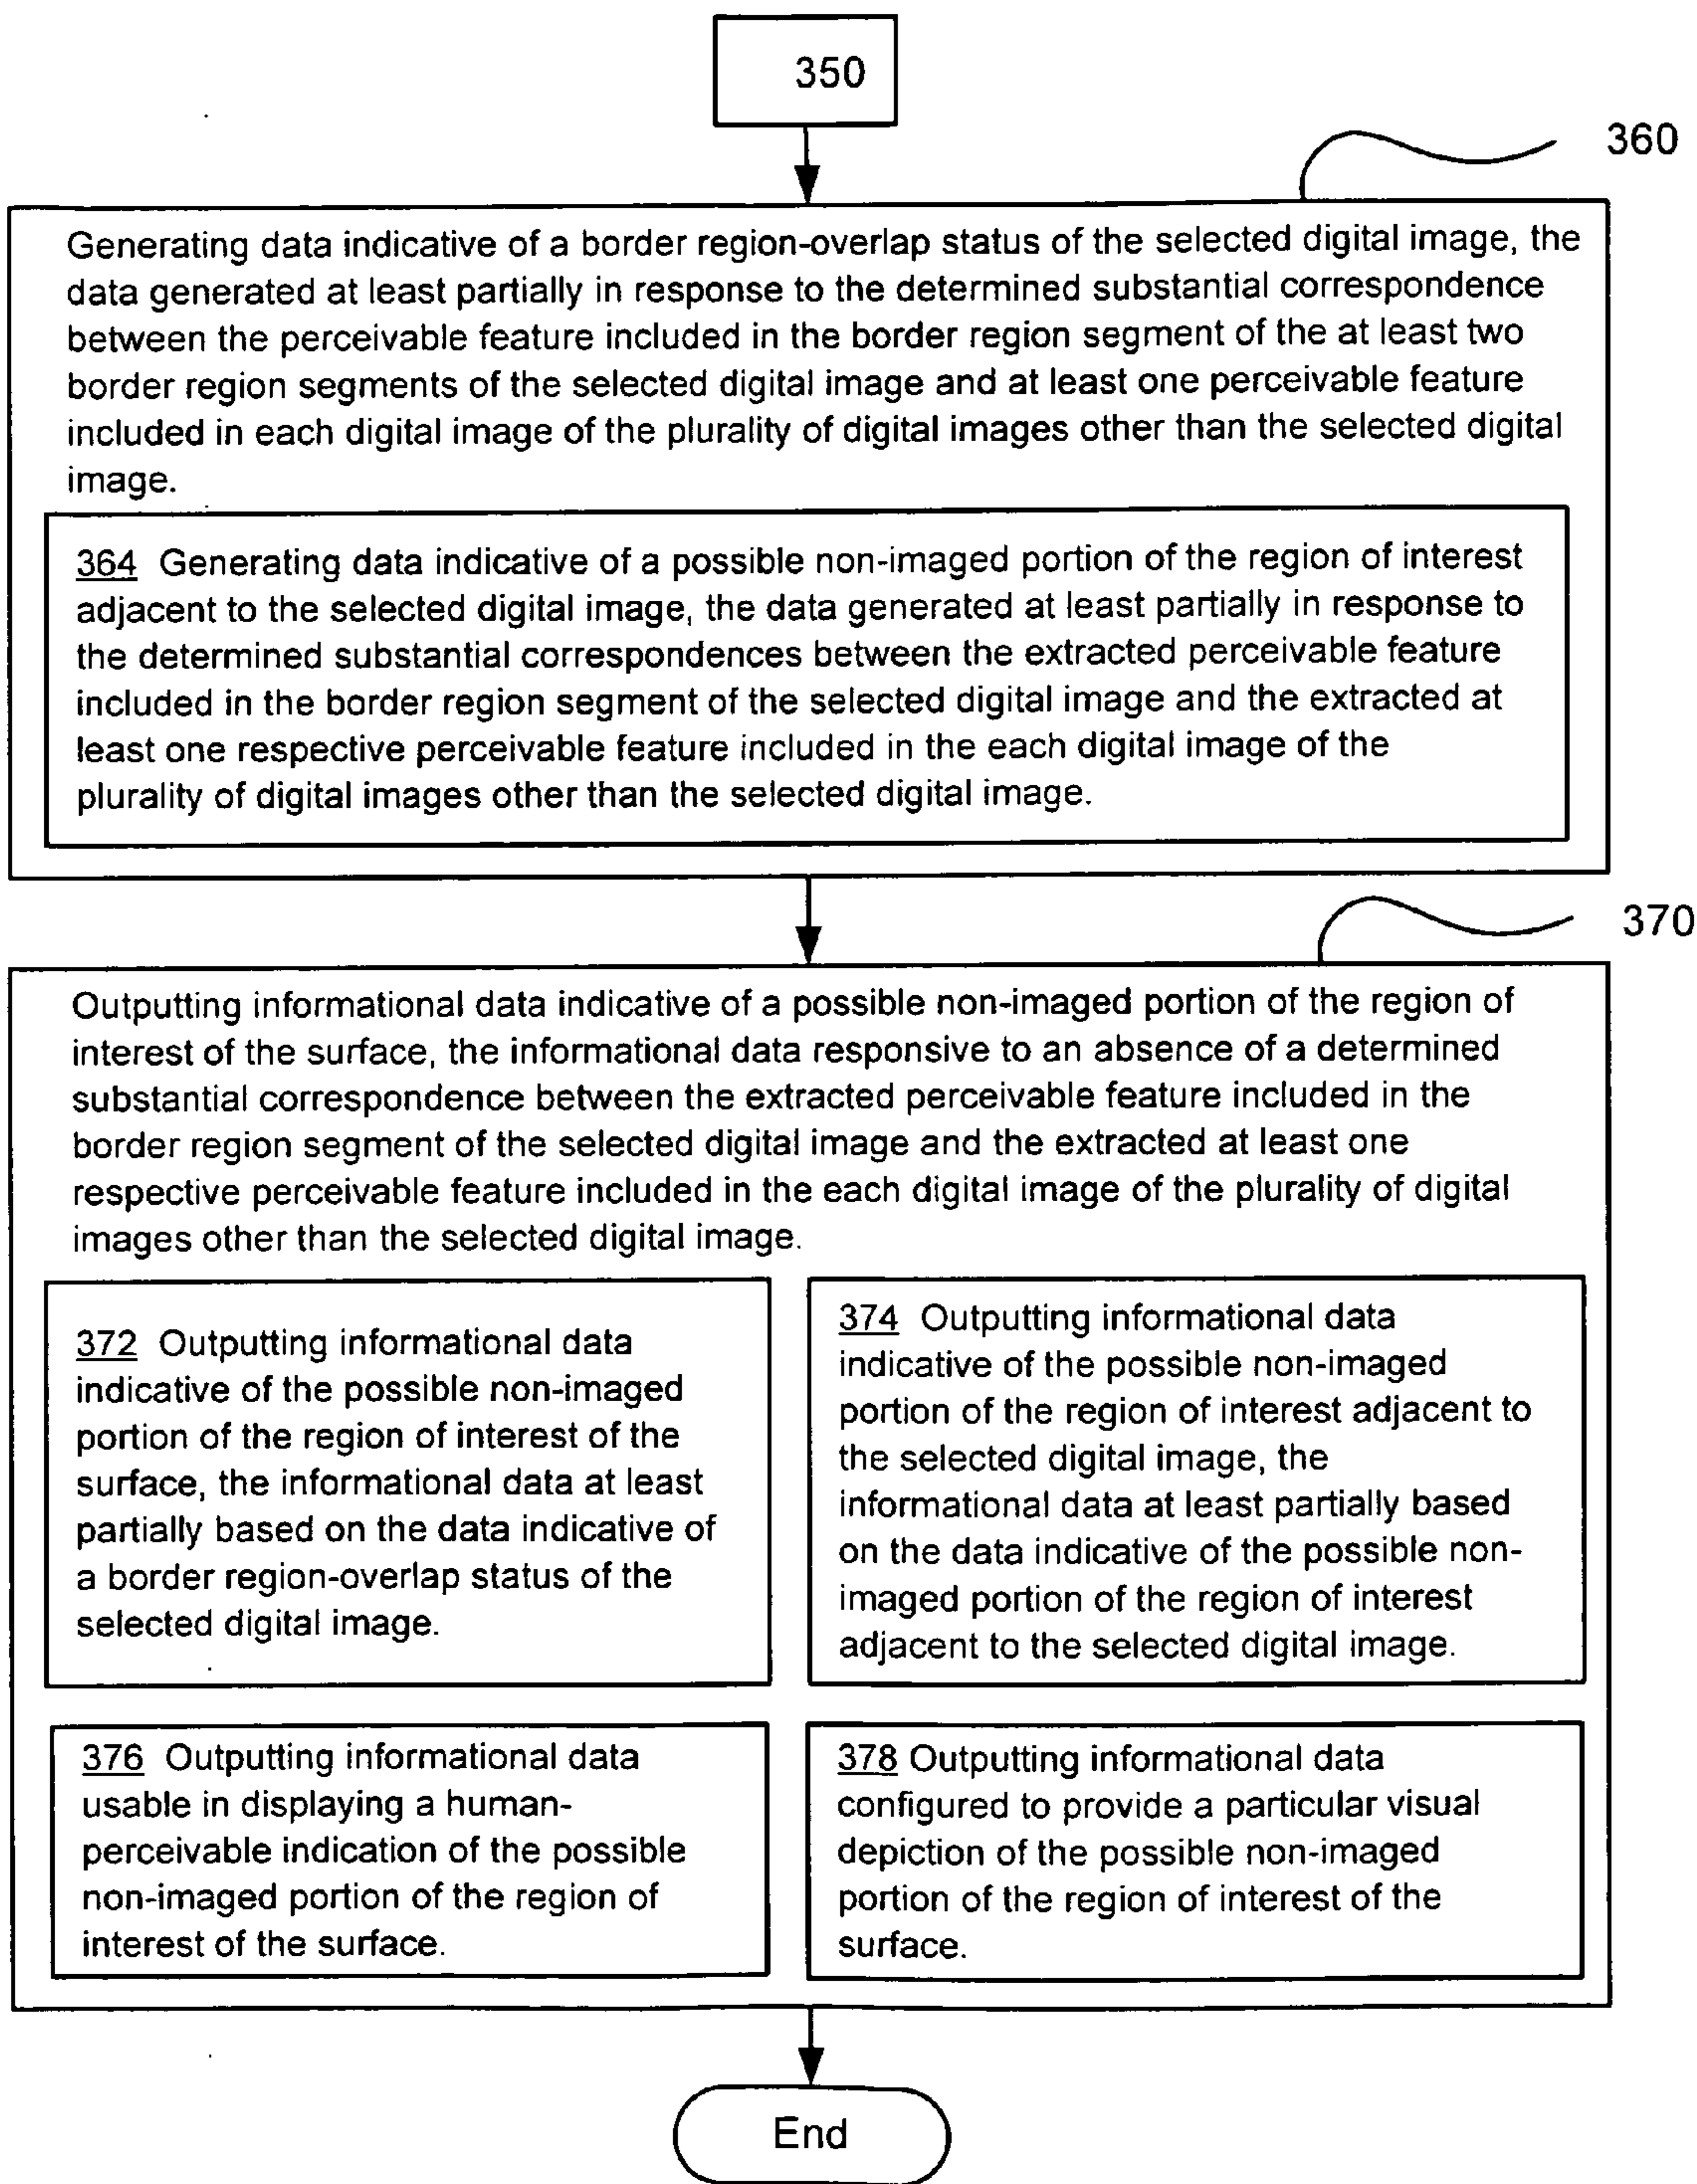 350
360
Generating data indicative of a border region-overlap status of the selected digital image, the
data generated at least partially in response to the determined substantial correspondence
between the perceivable feature included in the border region segment of the at least two
border region segments of the selected digital image and at least one perceivable feature
included in each digital image of the plurality of digital images other than the selected digital
image.
364 Generating data indicative of a possible non-imaged portion of the region of interest
adjacent to the selected digital image, the data generated at least partially in response to
the determined substantial correspondences between the extracted perceivable feature
included in the border region segment of the selected digital image and the extracted at
least one respective perceivable feature included in the each digital image of the
plurality of digital images other than the selected digital image.
370
Outputting informational data indicative of a possible non-imaged portion of the region of
interest of the surface, the informational data responsive to an absence of a determined
substantial correspondence between the extracted perceivable feature included in the
border region segment of the selected digital image and the extracted at least one
respective perceivable feature included in the each digital image of the plurality of digital
images other than the selected digital image.
372 Outputting informational data
indicative of the possible non-imaged
portion of the region of interest of the
surface, the informational data at least
partially based on the data indicative of
a border region-overlap status of the
selected digital image.
374 Outputting informational data
indicative of the possible non-imaged
portion of the region of interest adjacent to
the selected digital image, the
informational data at least partially based
on the data indicative of the possible non-
imaged portion of the region of interest
adjacent to the selected digital image.
376 Outputting informational data
usable in displaying a human-
perceivable indication of the possible
non-imaged portion of the region of
interest of the surface.
378 Outputting informational data
configured to provide a particular visual
depiction of the possible non-imaged
portion of the region of interest of the
surface.
End